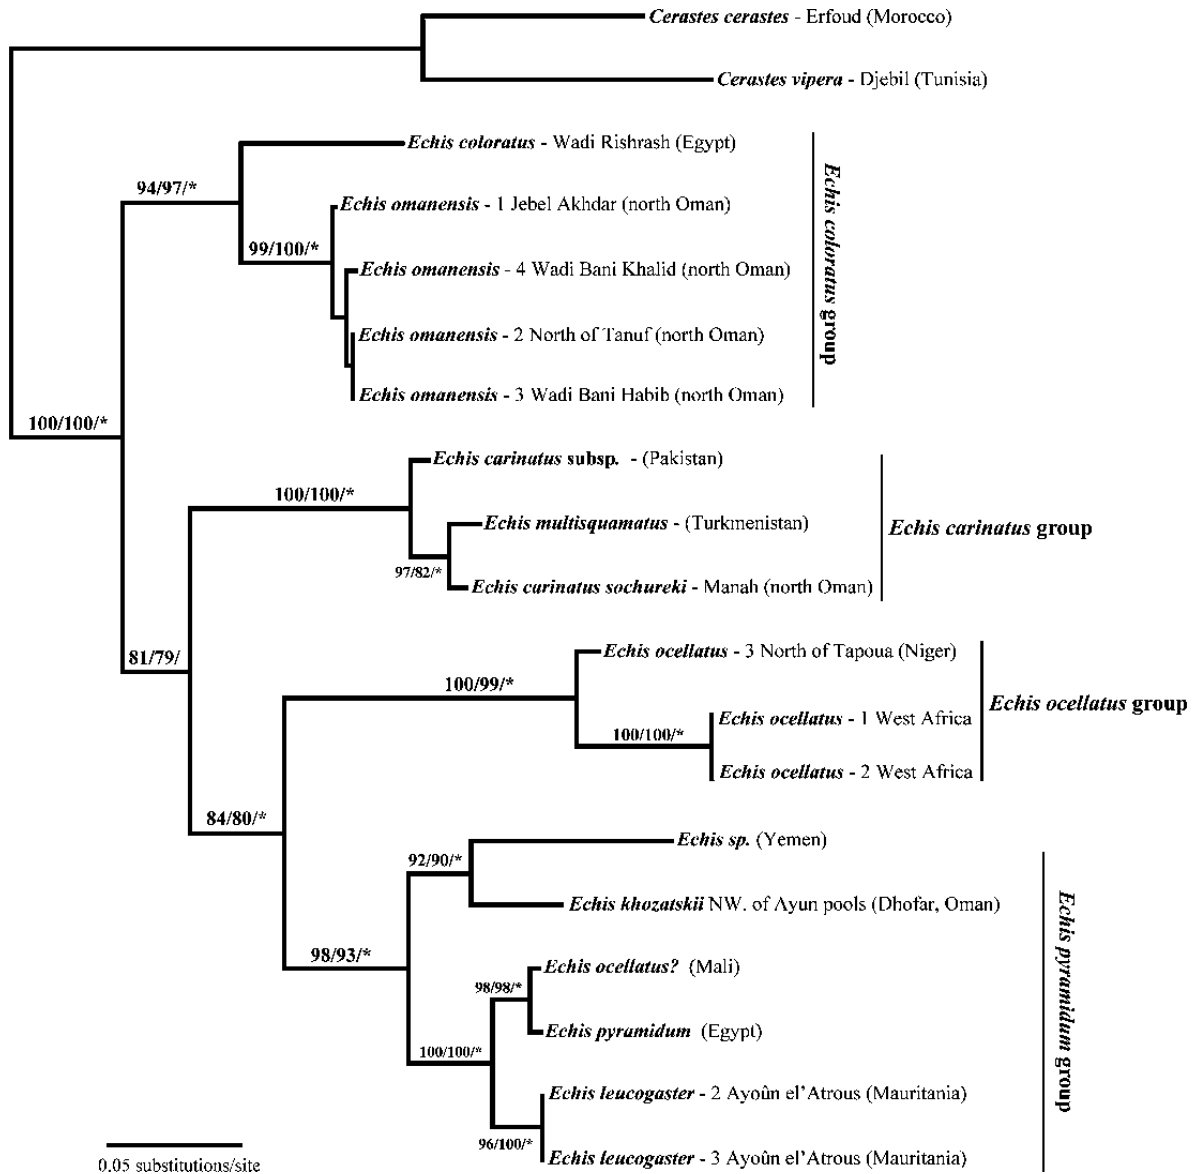 Cerastes cerastes - Erfoud (Morocco)
Cerastes vipera - Djebil (Tunisia)
Echis coloratus - Wadi Rishrash (Egypt)
94/97/*
Echis omanensis - 1 Jebel Akhdar (north Oman)
99/100/*
Echis omanensis - 4 Wadi Bani Khalid (north Oman)
Echis omanensis - 2 North of Tanuf (north Oman)
Echis omanensis - 3 Wadi Bani Habib (north Oman)
Echis coloratus group
100/100/*
Echis carinatus subsp. - (Pakistan)
100/100/*
Echis multisquamatus - (Turkmenistan)
Echis carinatus group
97/82/*
Echis carinatus sochureki - Manah (north Oman)
81/79/
Echis ocellatus - 3 North of Tapoua (Niger)
100/99/*
Echis ocellatus group
Echis ocellatus - 1 West Africa
100/100/*
Echis ocellatus - 2 West Africa
84/80/*
Echis sp. (Yemen)
92/90/*
Echis khozatskii NW. of Ayun pools (Dhofar, Oman)
98/93/*
Echis ocellatus? (Mali)
98/98/*
Echis pyramidum (Egypt)
100/100/*
Echis leucogaster - 2 Ayoûn el'Atrous (Mauritania)
96/100/*
Echis leucogaster - 3 Ayoûn el'Atrous (Mauritania)
Echis pyramidum group
0.05 substitutions/site